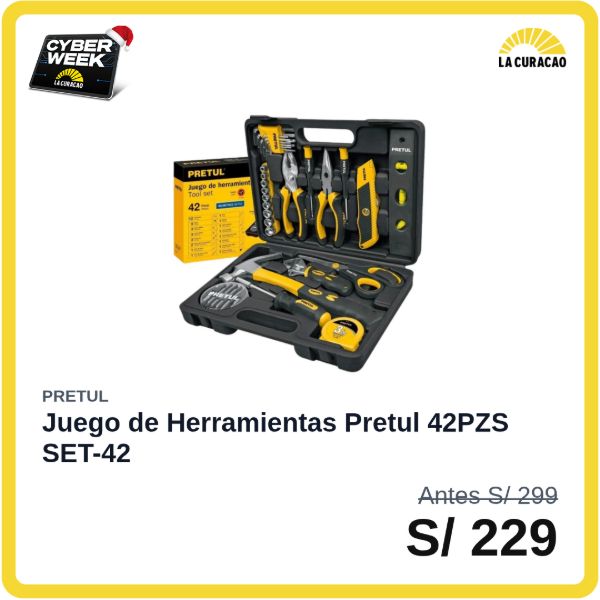 CYBER
WEEK
LA CURACAO
LA CURACAO
PRETUL
PRETUL
Juego de herramient
Tool set
42
PRETUL
Juego de Herramientas Pretul 42PZS
SET-42
Antes S/ 299
S/ 229